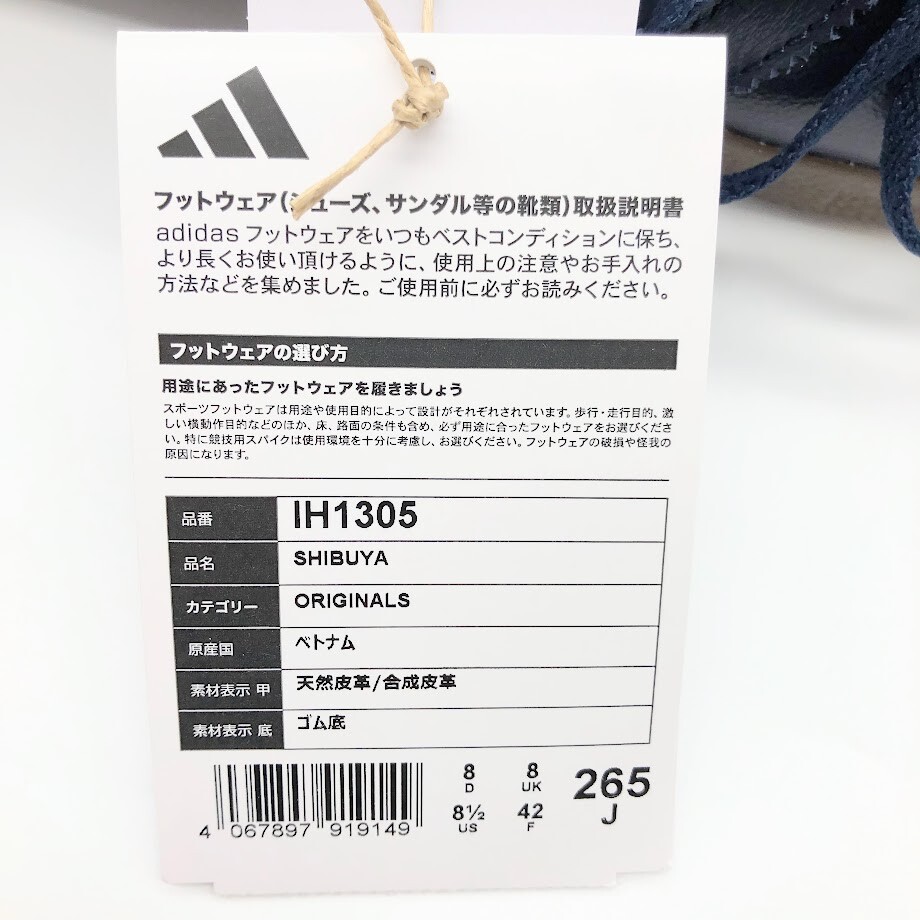 フットウェア(シューズ、サンダル等の靴類)取扱説明書
adidas フットウェアをいつもベストコンディションに保ち、
より長くお使い頂けるように、使用上の注意やお手入れの
方法などを集めました。ご使用前に必ずお読みください。
フットウェアの選び方
用途にあったフットウェアを履きましょう
スポーツフットウェアは用途や使用目的によって設計がそれぞれされています。歩行・走行目的、激
しい横動作目的などのほか、床、路面の条件も含め、必ず用途に合ったフットウェアをお選びくださ
い。特に競技用スパイクは使用環境を十分に考慮し、お選びください。フットウェアの破損や怪我の
原因になります。
品番 IH1305
品名 SHIBUYA
カテゴリー ORIGINALS
原産国 ベトナム
素材表示 甲 天然皮革/合成皮革
素材表示 底 ゴム底
8 8 265
D UK J
8½ 42
US F
4 067897 919149